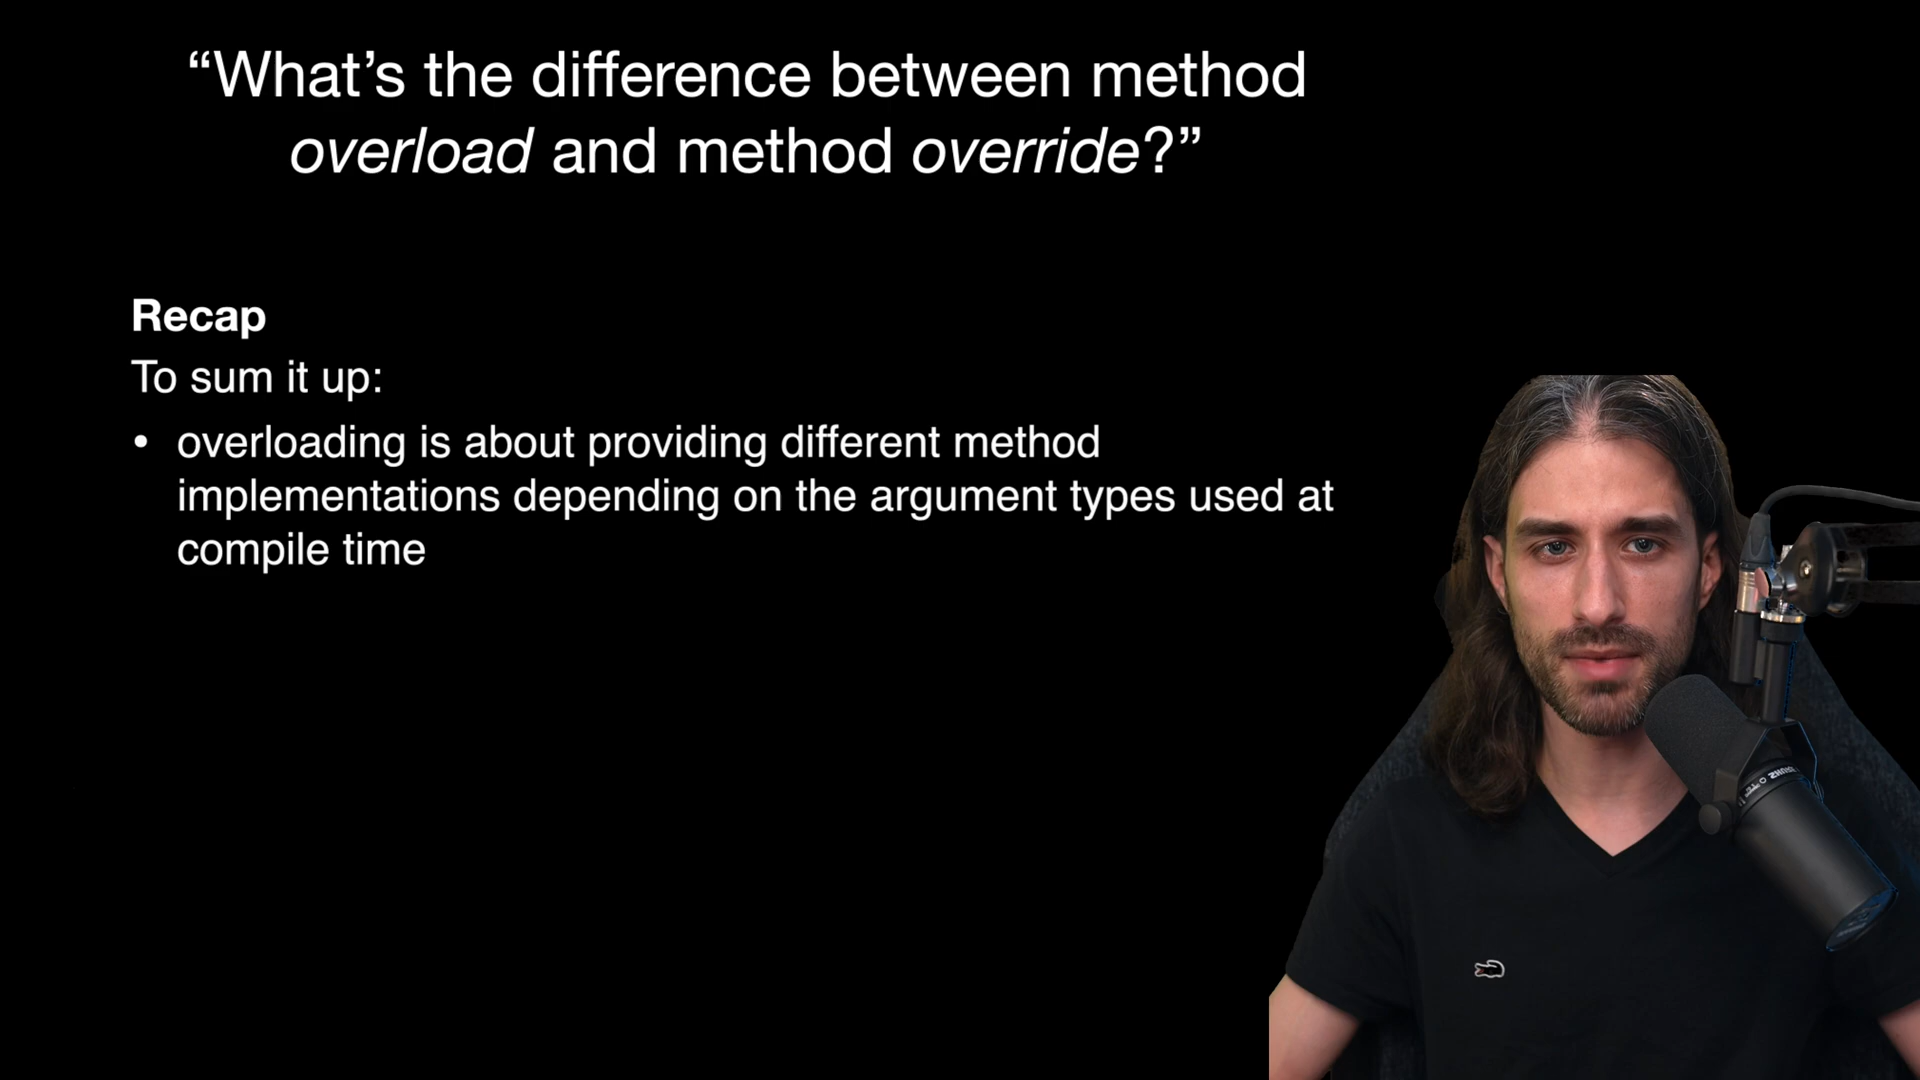 “What’s the difference between method
overload and method override?”
Recap
To sum it up:
• overloading is about providing different method
implementations depending on the argument types used at
compile time